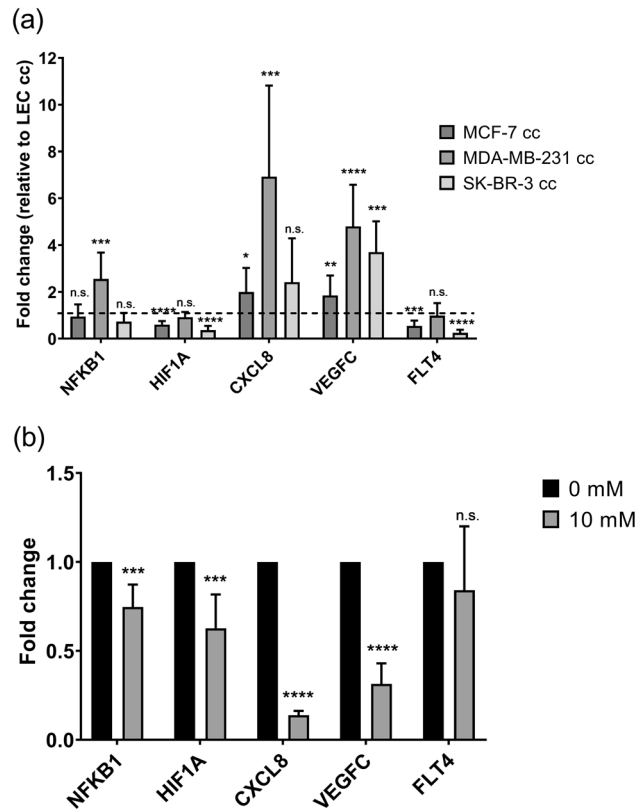 (a)
Fold change (relative to LEC cc)
12
10
8
6
4
2
0
n.s.
***
n.s.
****
n.s.
****
*
***
n.s.
**
****
***
***
n.s.
****
NFKB1
HIF1A
CXCL8
VEGFC
FLT4
MCF-7 cc
MDA-MB-231 cc
SK-BR-3 cc
(b)
Fold change
1.5
1.0
0.5
0.0
***
***
****
****
n.s.
NFKB1
HIF1A
CXCL8
VEGFC
FLT4
0 mM
10 mM